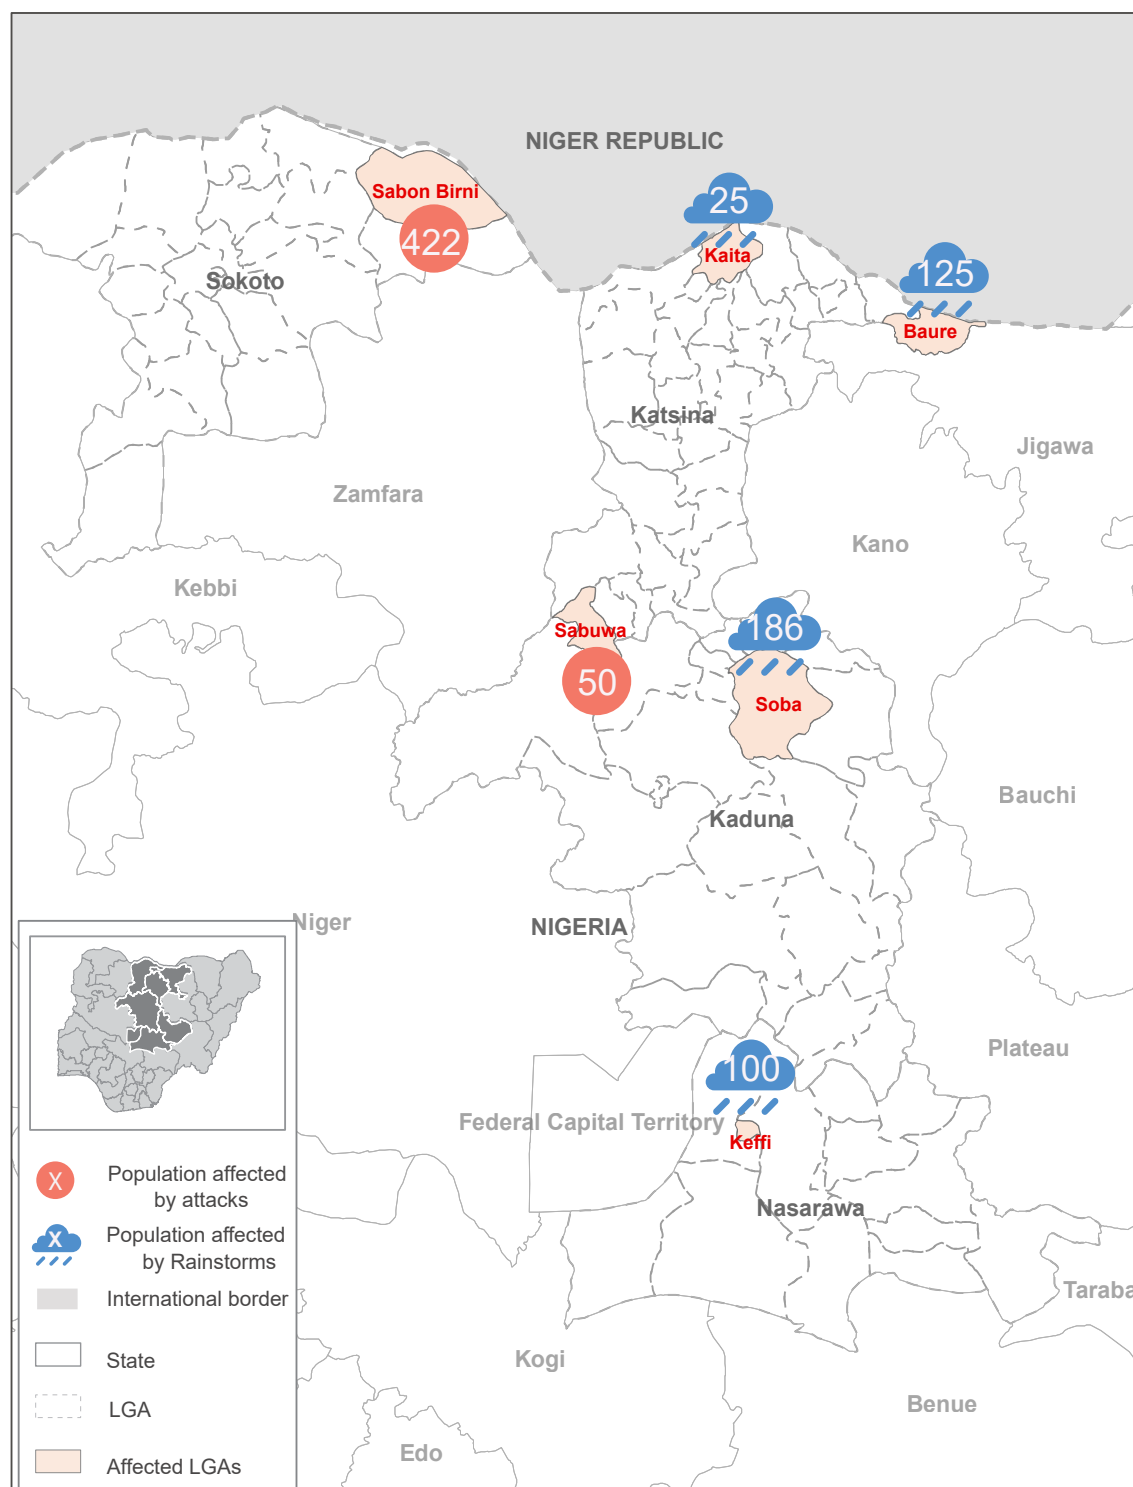 NIGER REPUBLIC
Sabon Birni
422
25
Kaita
125
Baure
Sokoto
Katsina
Jigawa
Zamfara
Kano
Kebbi
Sabuwa
50
186
Soba
Bauchi
Kaduna
Niger
NIGERIA
Plateau
100
Federal Capital Territory
Keffi
Nasarawa
Taraba
Kogi
Benue
Edo
X
Population affected
by attacks
X
Population affected
by Rainstorms
International border
State
LGA
Affected LGAs